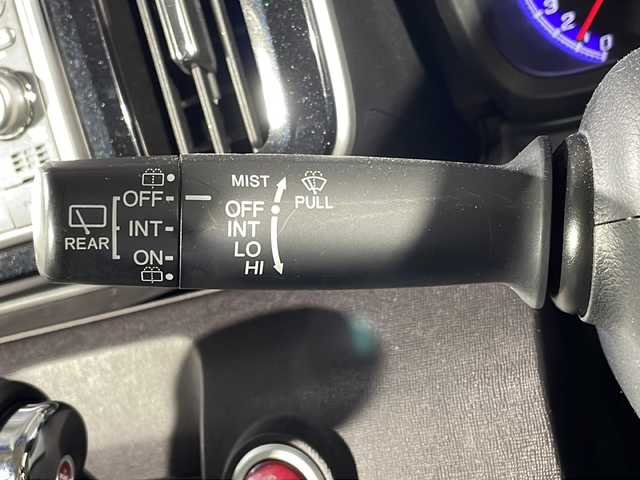 OFF
INT
ON
REAR
MIST
OFF
INT
LO
HI
PULL